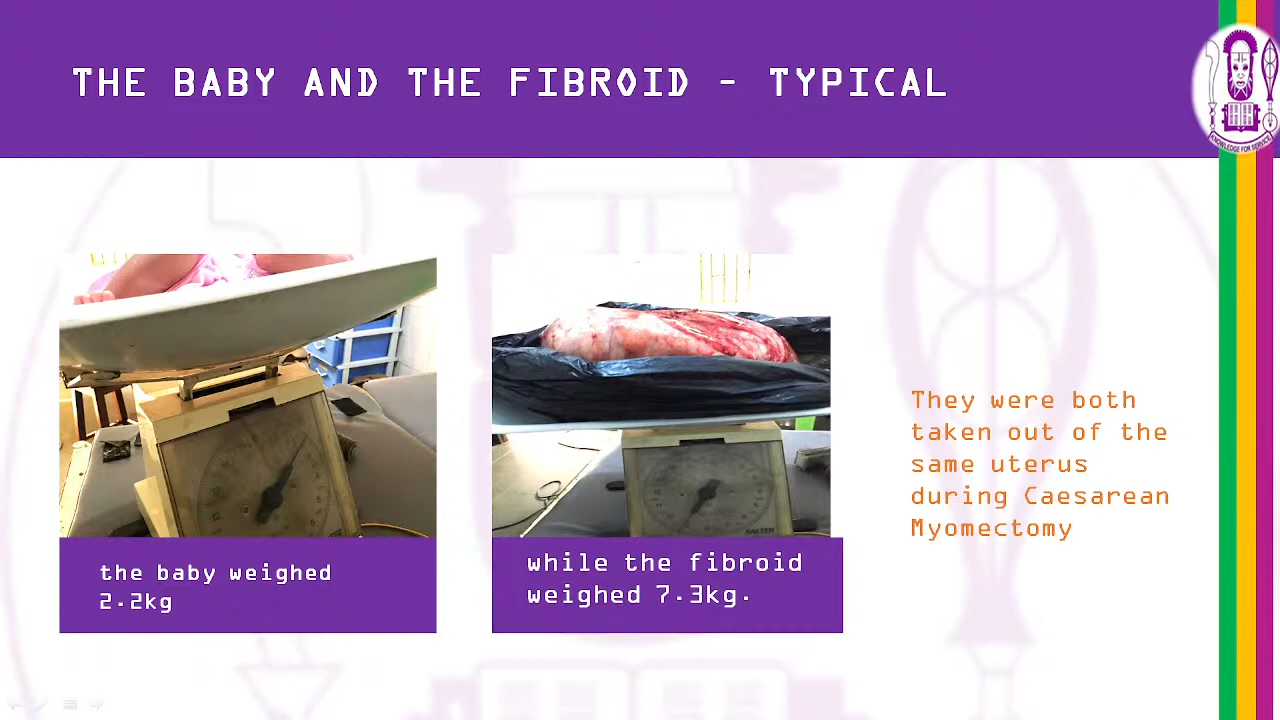 THE BABY AND THE FIBROID - TYPICAL
KNOWLEDGE FOR SERVICE
They were both
taken out of the
same uterus
during Caesarean
Myomectomy
SALTER
the baby weighed
2.2kg
while the fibroid
weighed 7.3kg.